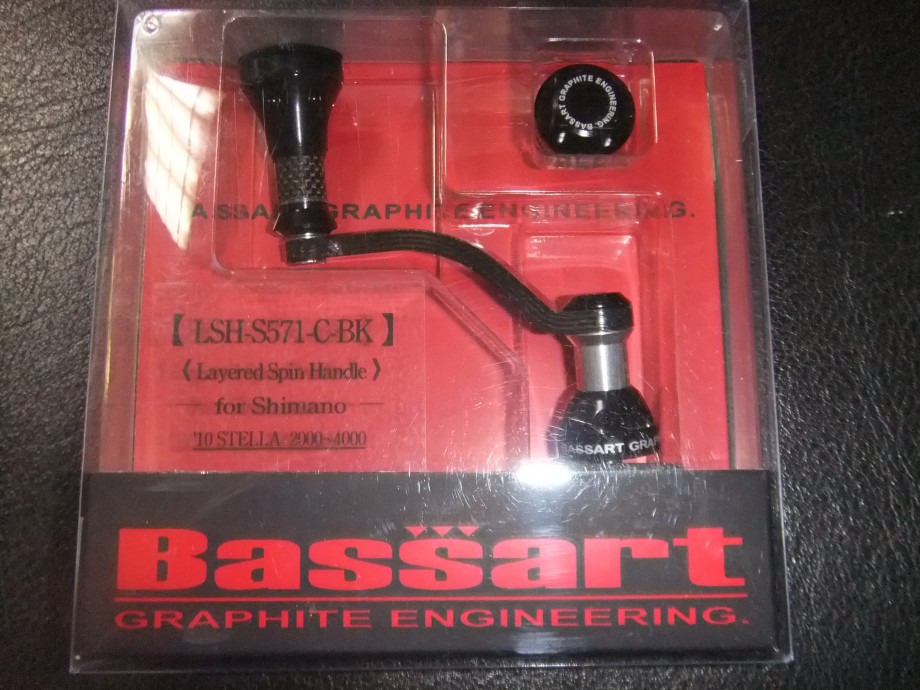 GRAPHITE ENGINEERING. BASSART
BASSART GRAPHITE ENGINEERING.
【 LSH-S571-C-BK 】
《 Layered Spin Handle 》
for Shimano
'10 STELLA 2000~4000
BASSART GRAP
Bassart
GRAPHITE ENGINEERING.